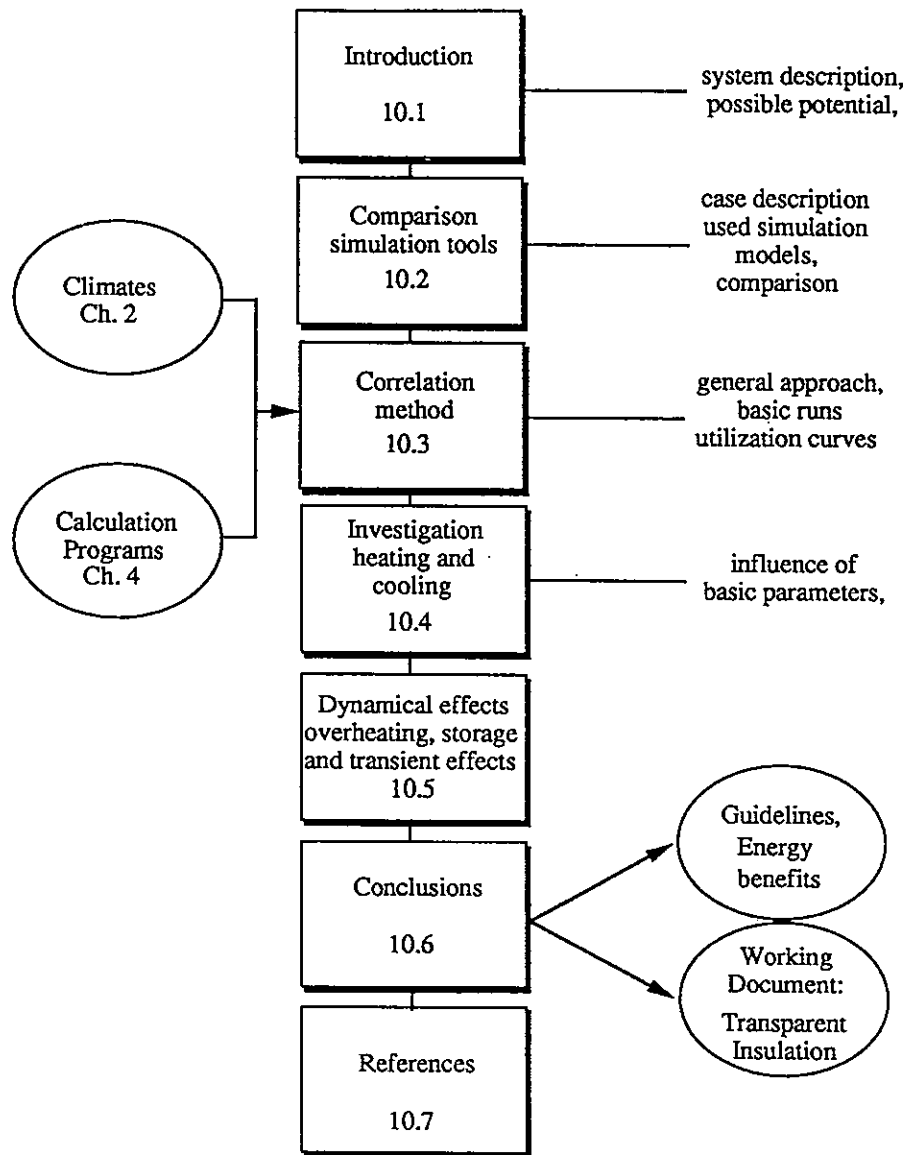 Introduction
10.1
system description,
possible potential,
Comparison
simulation tools
10.2
case description
used simulation
models,
comparison
Climates
Ch. 2
Correlation
method
10.3
general approach,
basic runs
utilization curves
Calculation
Programs
Ch. 4
Investigation
heating and
cooling
10.4
influence of
basic parameters,
Dynamical effects
overheating, storage
and transient effects
10.5
Conclusions
10.6
Guidelines,
Energy
benefits
Working
Document:
Transparent
Insulation
References
10.7